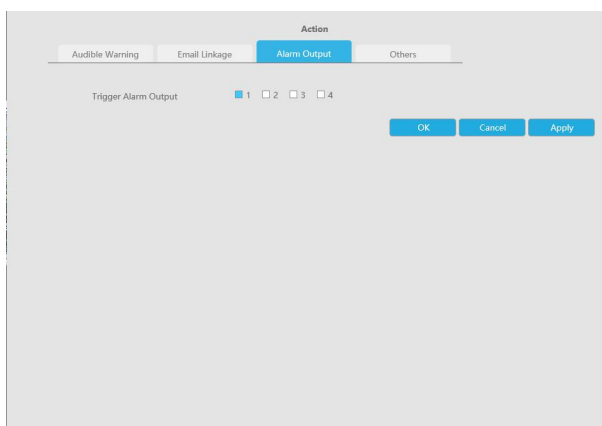 Action
Audible Warning Email Linkage Alarm Output Others
Trigger Alarm Output 1 2 3 4
OK Cancel Apply